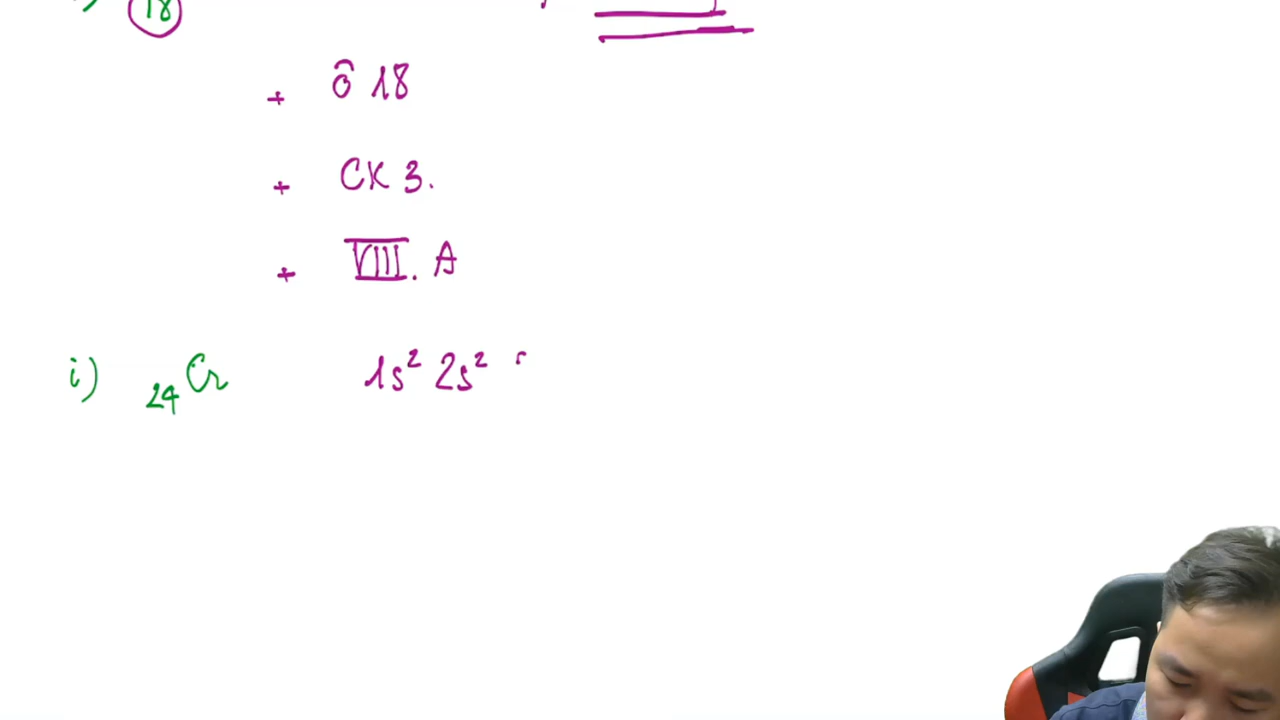 18
+ ô 18
+ CK 3.
+ VIII. A
i) ₂₄Cr 1s² 2s²